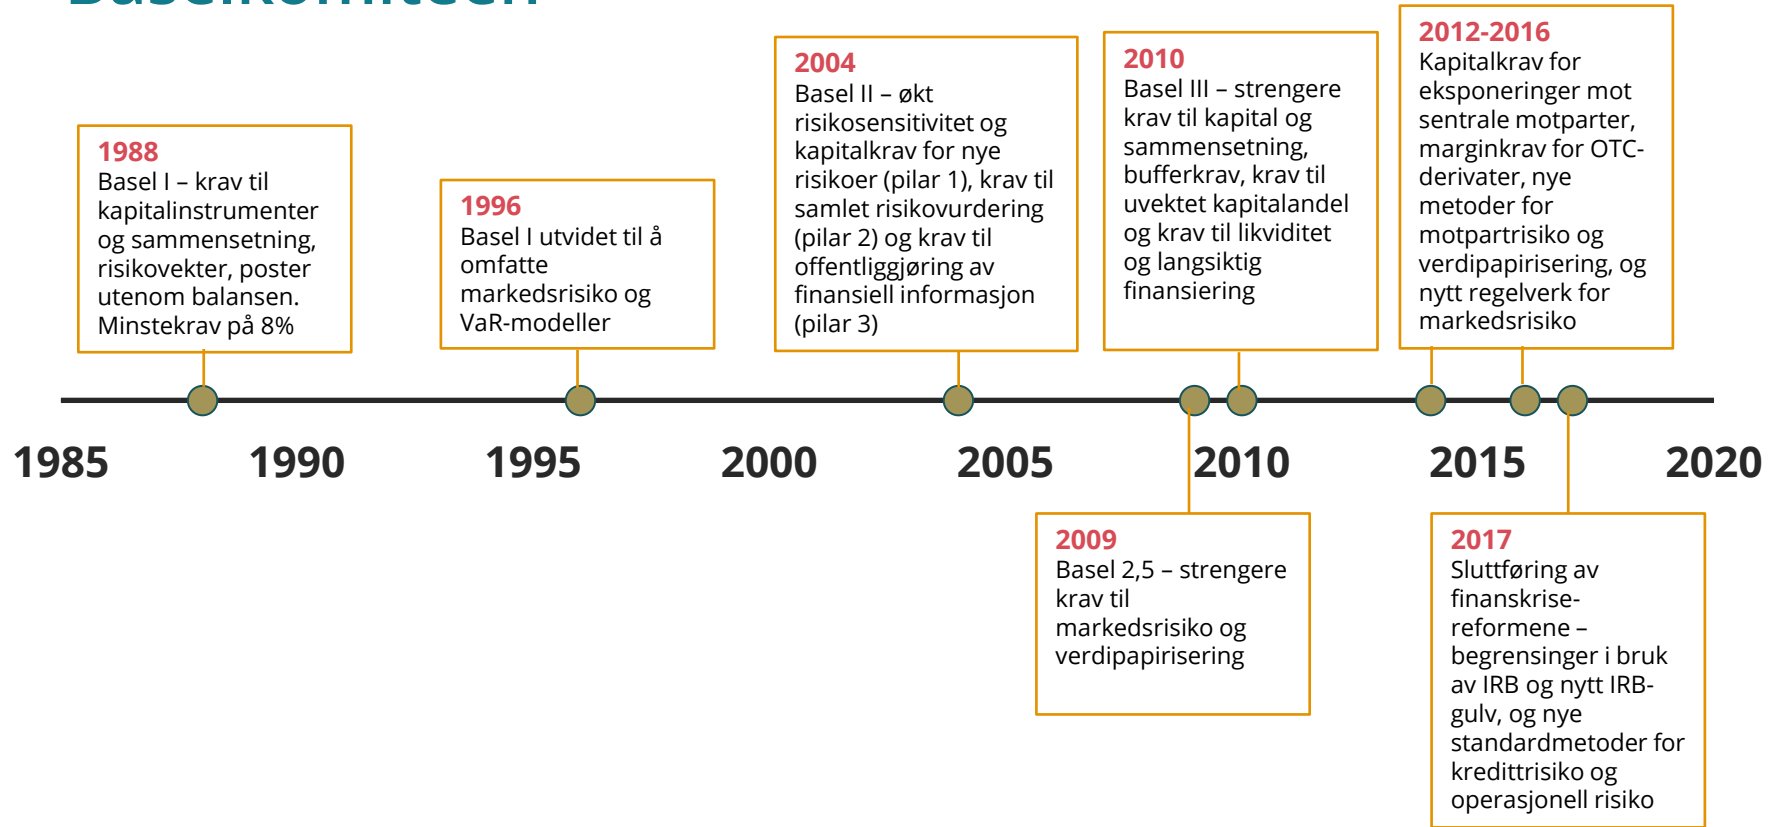 Baselkomiteen
1988
Basel I – krav til
kapitalinstrumenter
og sammensetning,
risikovekter, poster
utenom balansen.
Minstekrav på 8%
1996
Basel I utvidet til å
omfatte
markedsrisiko og
VaR-modeller
2004
Basel II – økt
risikosensitivitet og
kapitalkrav for nye
risikoer (pilar 1), krav til
samlet risikovurdering
(pilar 2) og krav til
offentliggjøring av
finansiell informasjon
(pilar 3)
2010
Basel III – strengere
krav til kapital og
sammensetning,
bufferkrav, krav til
uvektet kapitalandel
og krav til likviditet
og langsiktig
finansiering
2012-2016
Kapitalkrav for
eksponeringer mot
sentrale motparter,
marginkrav for OTC-
derivater, nye
metoder for
motpartrisiko og
verdipapirisering, og
nytt regelverk for
markedsrisiko
1985 1990 1995 2000 2005 2010 2015 2020
2009
Basel 2,5 – strengere
krav til
markedsrisiko og
verdipapirisering
2017
Sluttføring av
finanskrise-
reformene –
begrensinger i bruk
av IRB og nytt IRB-
gulv, og nye
standardmetoder for
kredittrisiko og
operasjonell risiko